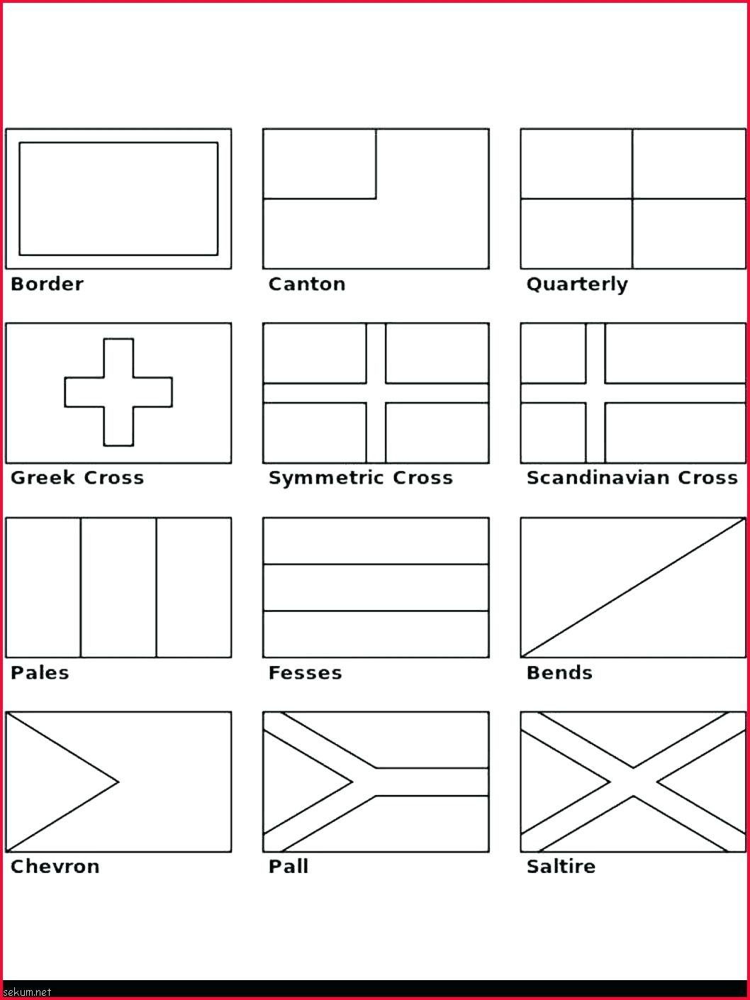 Border
Canton
Quarterly
Greek Cross
Symmetric Cross
Scandinavian Cross
Pales
Fesses
Bends
Chevron
Pall
Saltire
sekum.net